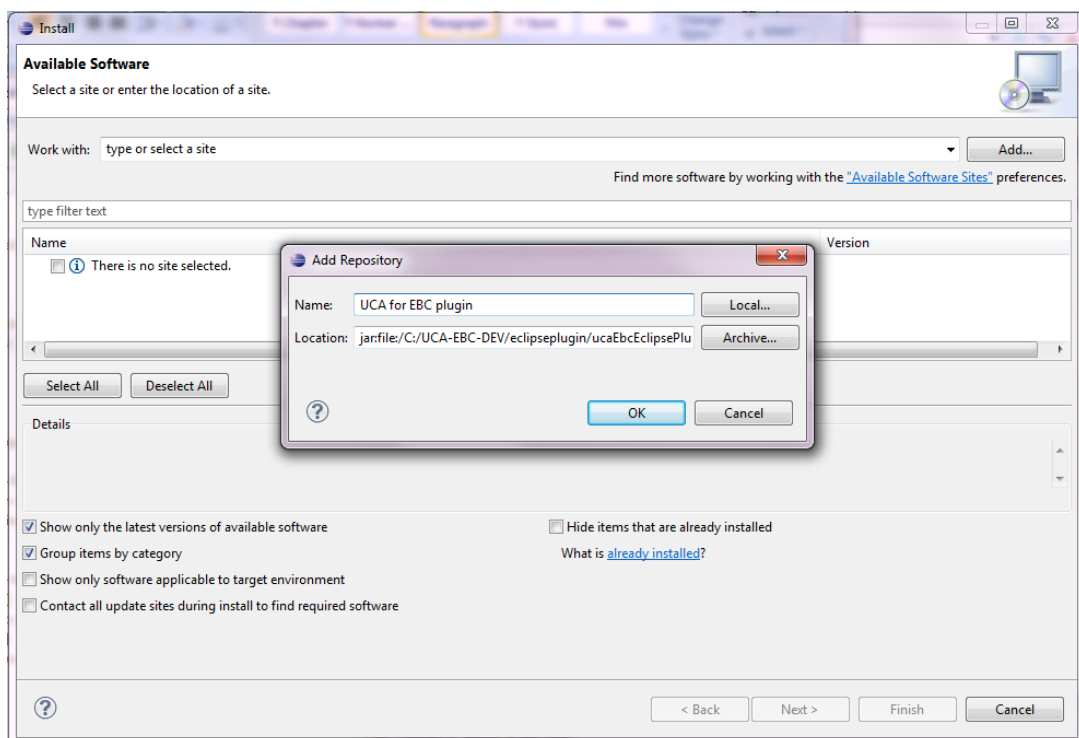 Install
Available Software
Select a site or enter the location of a site.
Work with: type or select a site Add...
Find more software by working with the "Available Software Sites" preferences.
type filter text
Name Version
There is no site selected.
Add Repository
Name: UCA for EBC plugin Local...
Location: jar:file:/C:/UCA-EBC-DEV/eclipseplugin/ucaEbcEclipsePlu Archive...
OK Cancel
Select All Deselect All
Details
Show only the latest versions of available software Hide items that are already installed
Group items by category What is already installed?
Show only software applicable to target environment
Contact all update sites during install to find required software
< Back Next > Finish Cancel